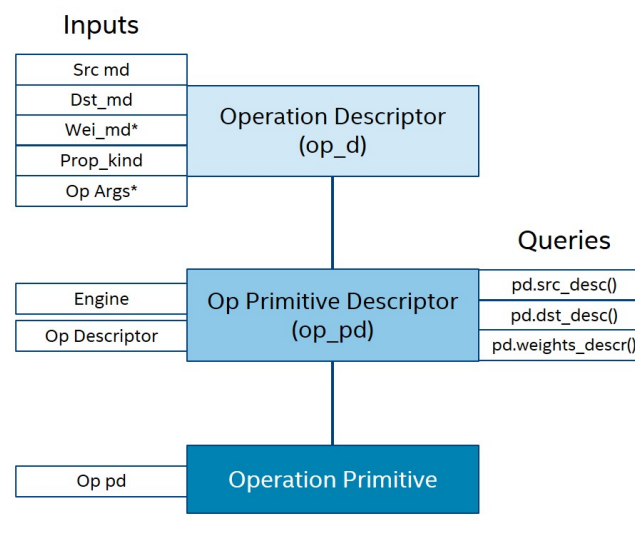 Inputs
Src md
Dst_md
Wei_md*
Prop_kind
Op Args*
Operation Descriptor
(op_d)
Queries
Engine
Op Descriptor
Op Primitive Descriptor
(op_pd)
pd.src_desc()
pd.dst_desc()
pd.weights_descr()
Op pd
Operation Primitive